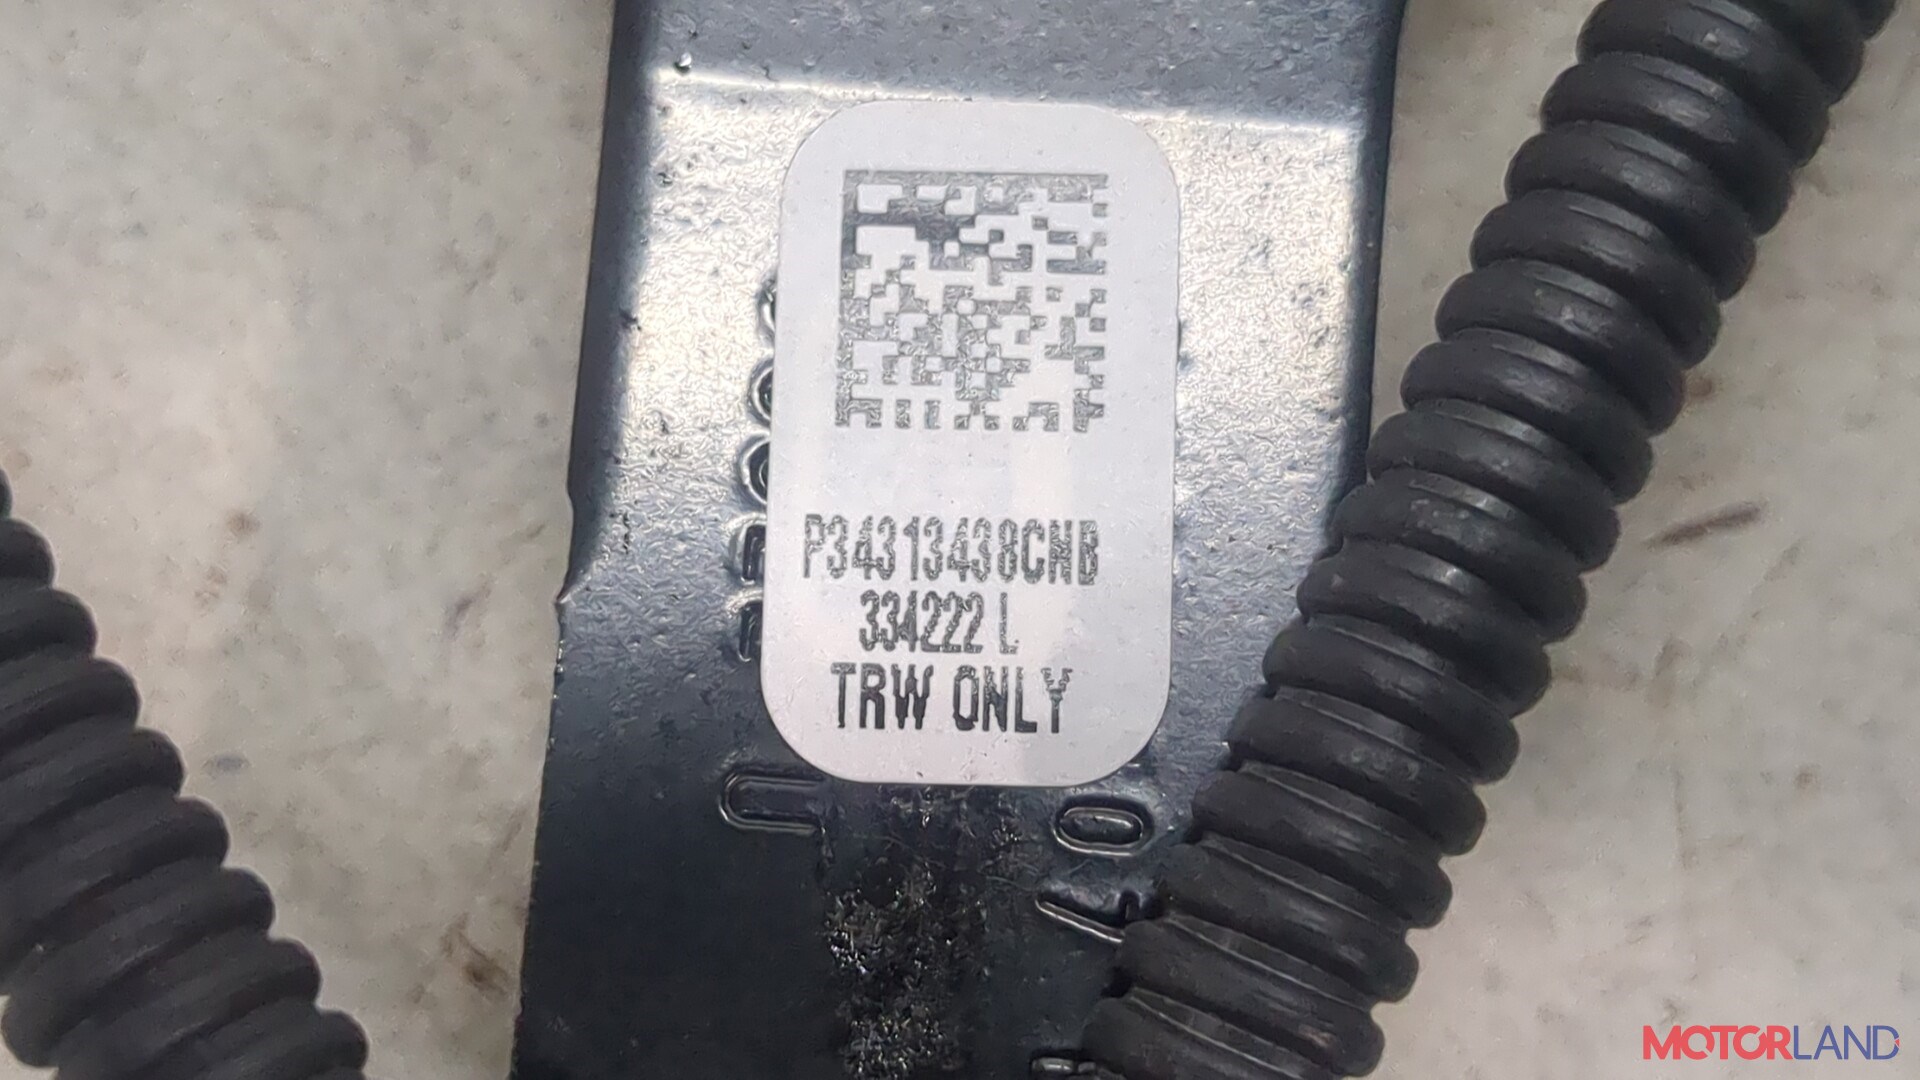 P34313438CNB
334222 L
TRW ONLY
MOTORLAND